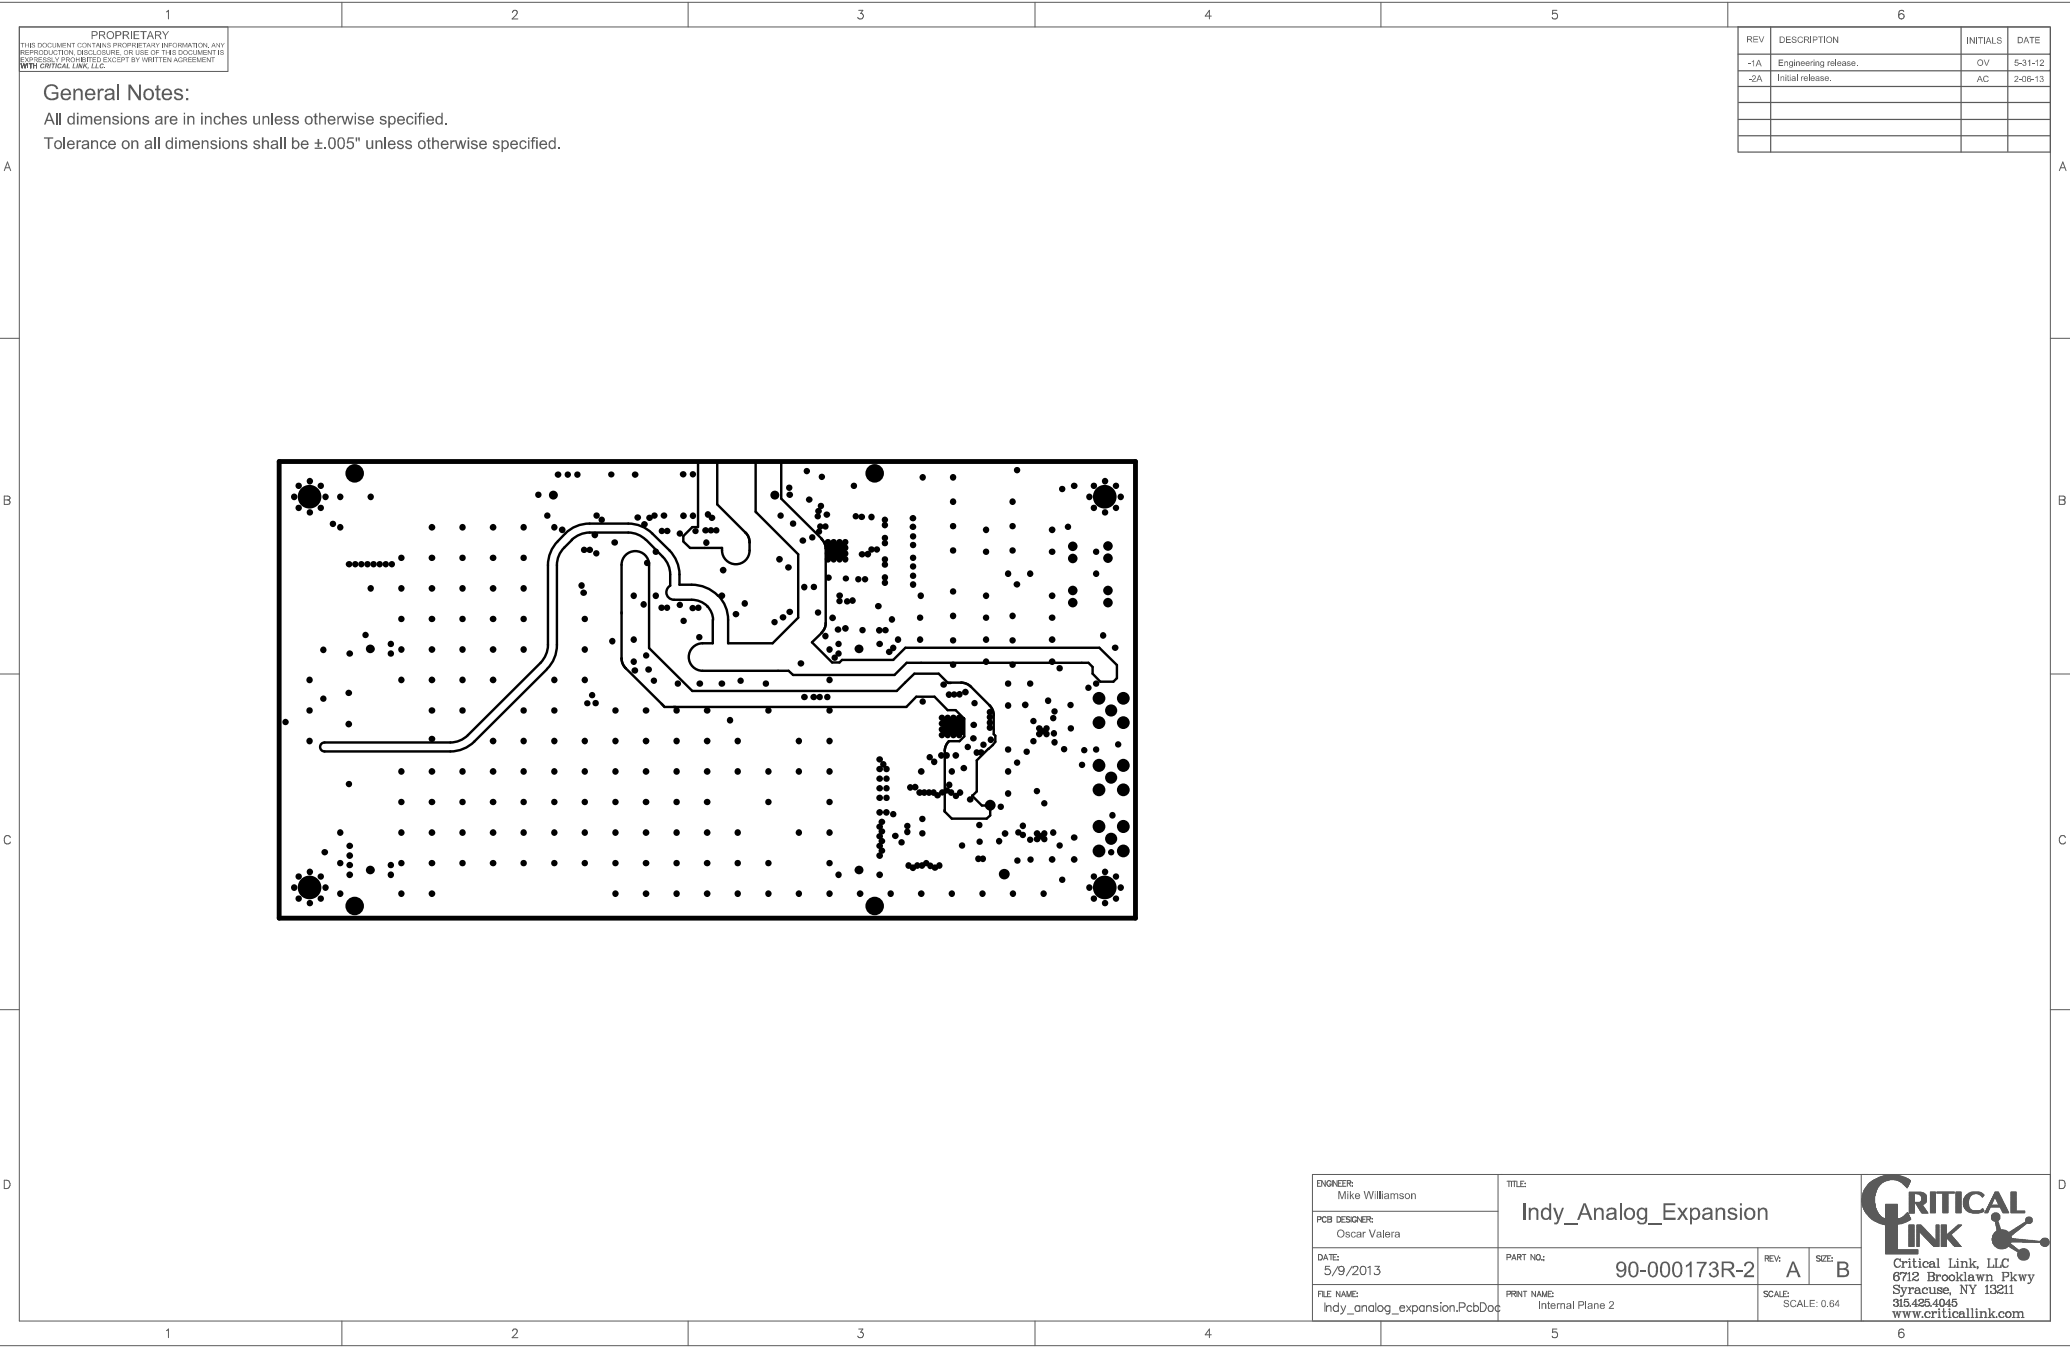 1 2 3 4 5 6
PROPRIETARY
THIS DOCUMENT CONTAINS PROPRIETARY INFORMATION, ANY
REPRODUCTION, DISCLOSURE, OR USE OF THIS DOCUMENT IS
EXPRESSLY PROHIBITED EXCEPT BY WRITTEN AGREEMENT
WITH CRITICAL LINK, LLC.
General Notes:
All dimensions are in inches unless otherwise specified.
Tolerance on all dimensions shall be ±.005" unless otherwise specified.
REV DESCRIPTION INITIALS DATE
-1A Engineering release. OV 5-31-12
-2A Initial release. AC 2-06-13
A A
B B
C C
D D
ENGINEER:
Mike Williamson
PCB DESIGNER:
Oscar Valera
DATE:
5/9/2013
FILE NAME:
Indy_analog_expansion.PcbDoc
TITLE:
Indy_Analog_Expansion
PART NO.:
90-000173R-2
REV:
A
SIZE:
B
PRINT NAME:
Internal Plane 2
SCALE:
SCALE: 0.64
CRITICAL
LINK
Critical Link, LLC
6712 Brooklawn Pkwy
Syracuse, NY 13211
315.425.4045
www.criticallink.com
1 2 3 4 5 6